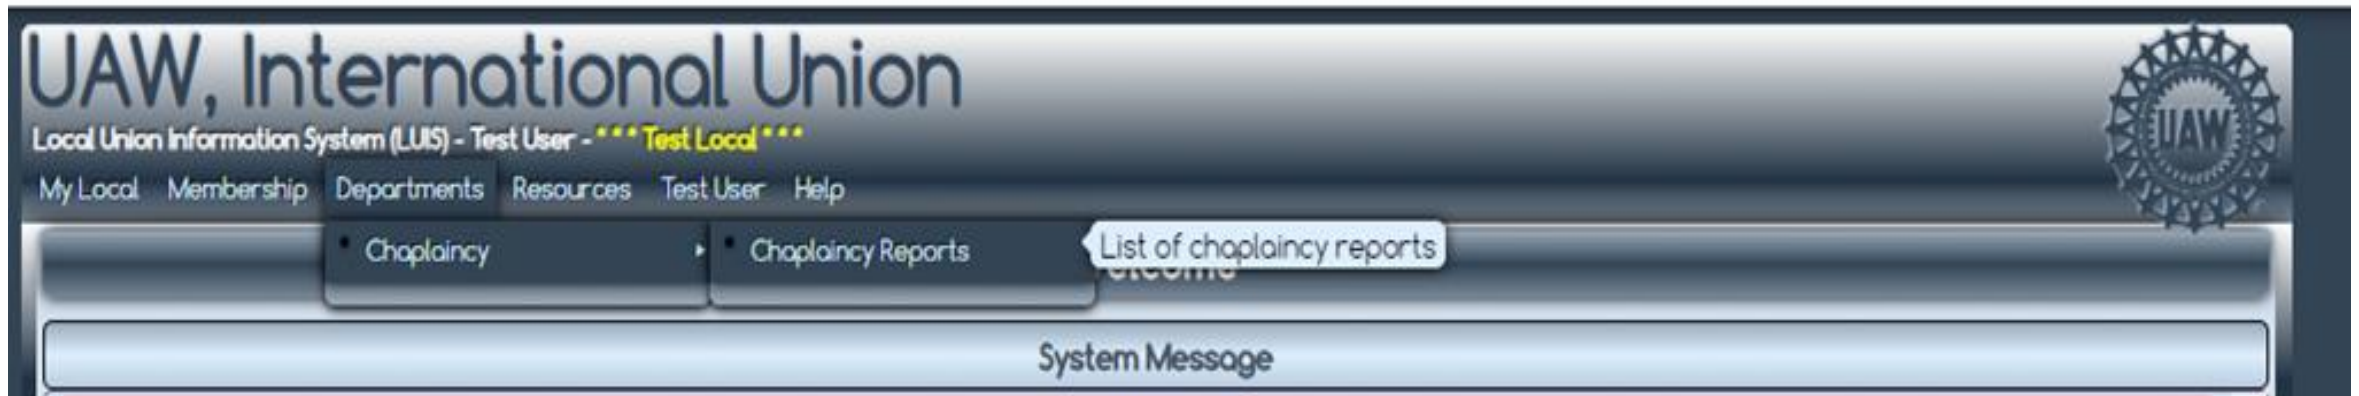 UAW, International Union
Local Union Information System (LUIS) - Test User - * * * Test Local * * *
My Local Membership Departments Resources Test User Help
Chaplaincy Chaplaincy Reports List of chaplaincy reports
System Message
UAW